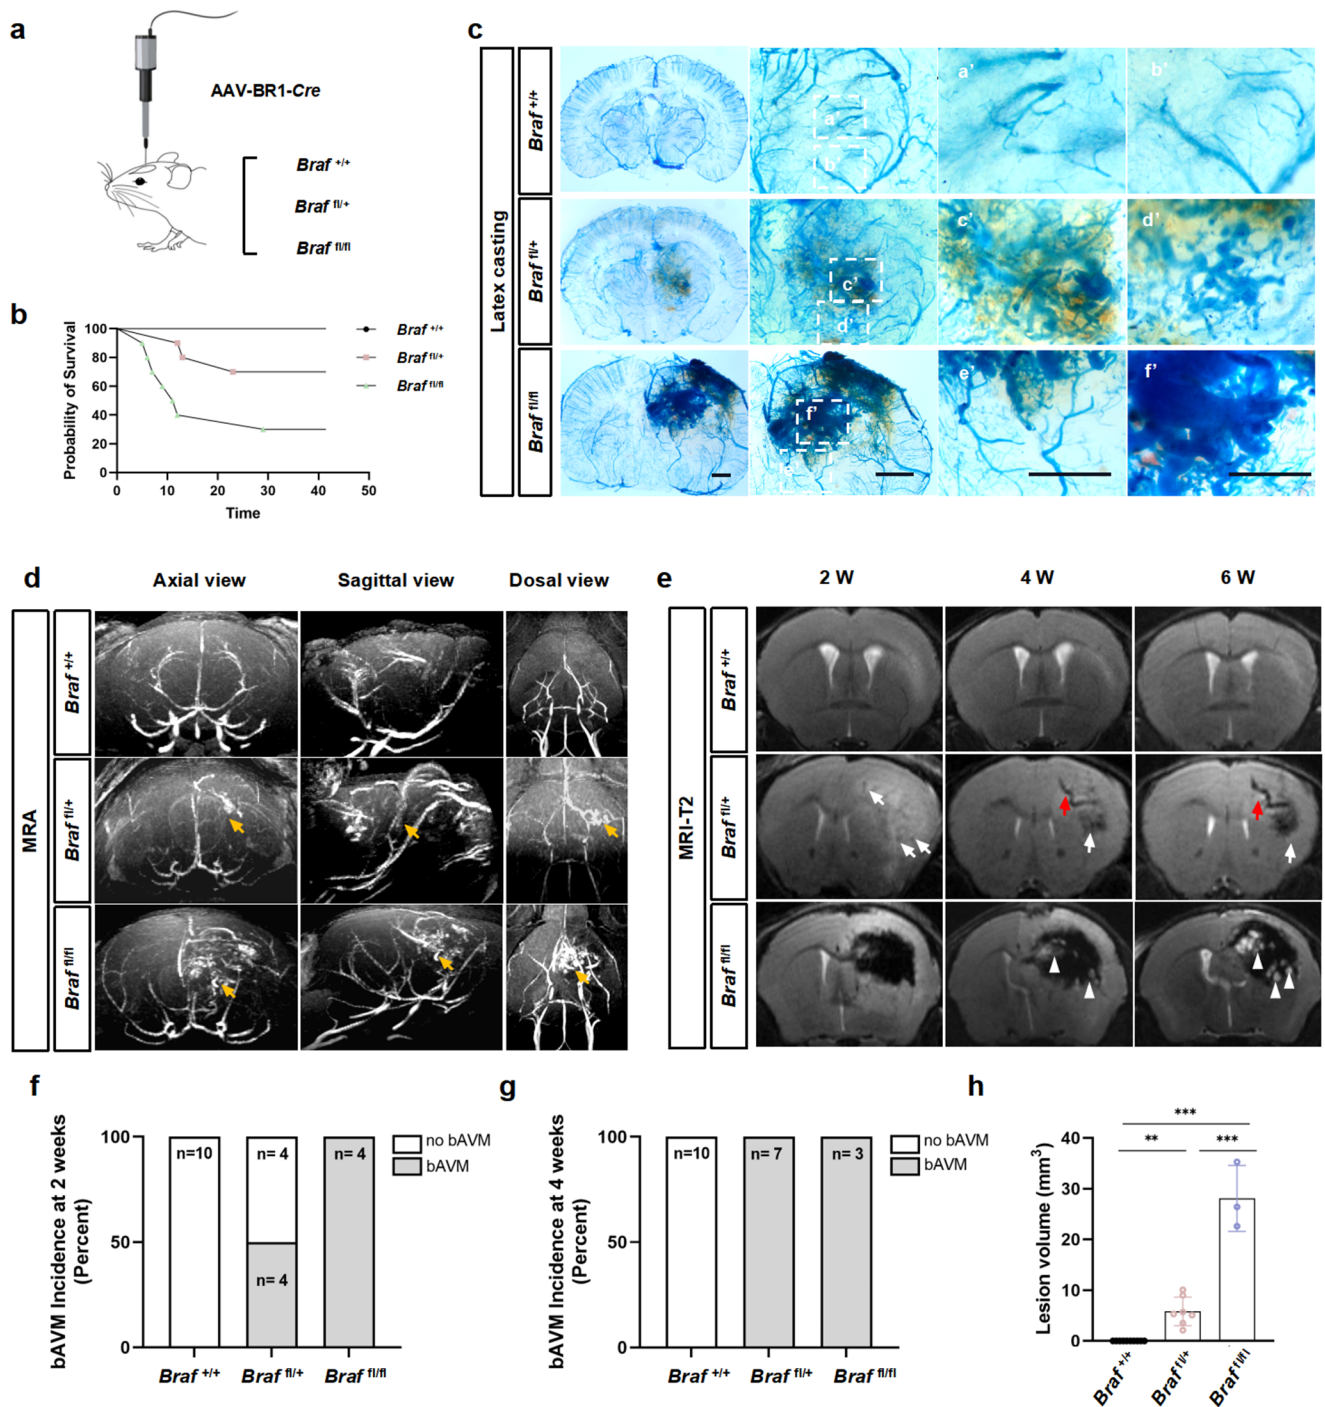 a
AAV-BR1-Cre
Braf +/+
Braf fl/+
Braf fl/fl
b
Probability of Survival
100
80
60
40
20
0
0 10 20 30 40 50
Time
Braf +/+
Braf fl/+
Braf fl/fl
c
Latex casting
Braf +/+
Braf fl/+
Braf fl/fl
a
b
a'
b'
c'
d'
c'
d'
f'
e'
f'
d
Axial view Sagittal view Dosal view
MRA
Braf +/+
Braf fl/+
Braf fl/fl
e
2 W 4 W 6 W
MRI-T2
Braf +/+
Braf fl/+
Braf fl/fl
f
bAVM Incidence at 2 weeks
(Percent)
100
50
0
n=10 n= 4 n= 4
n= 4
no bAVM
bAVM
Braf +/+ Braf fl/+ Braf fl/fl
g
bAVM Incidence at 4 weeks
(Percent)
100
50
0
n=10 n= 7 n= 3
no bAVM
bAVM
Braf +/+ Braf fl/+ Braf fl/fl
h
Lesion volume (mm3)
40
30
20
10
0
***
** ***
Braf +/+ Braf fl/+ Braf fl/fl